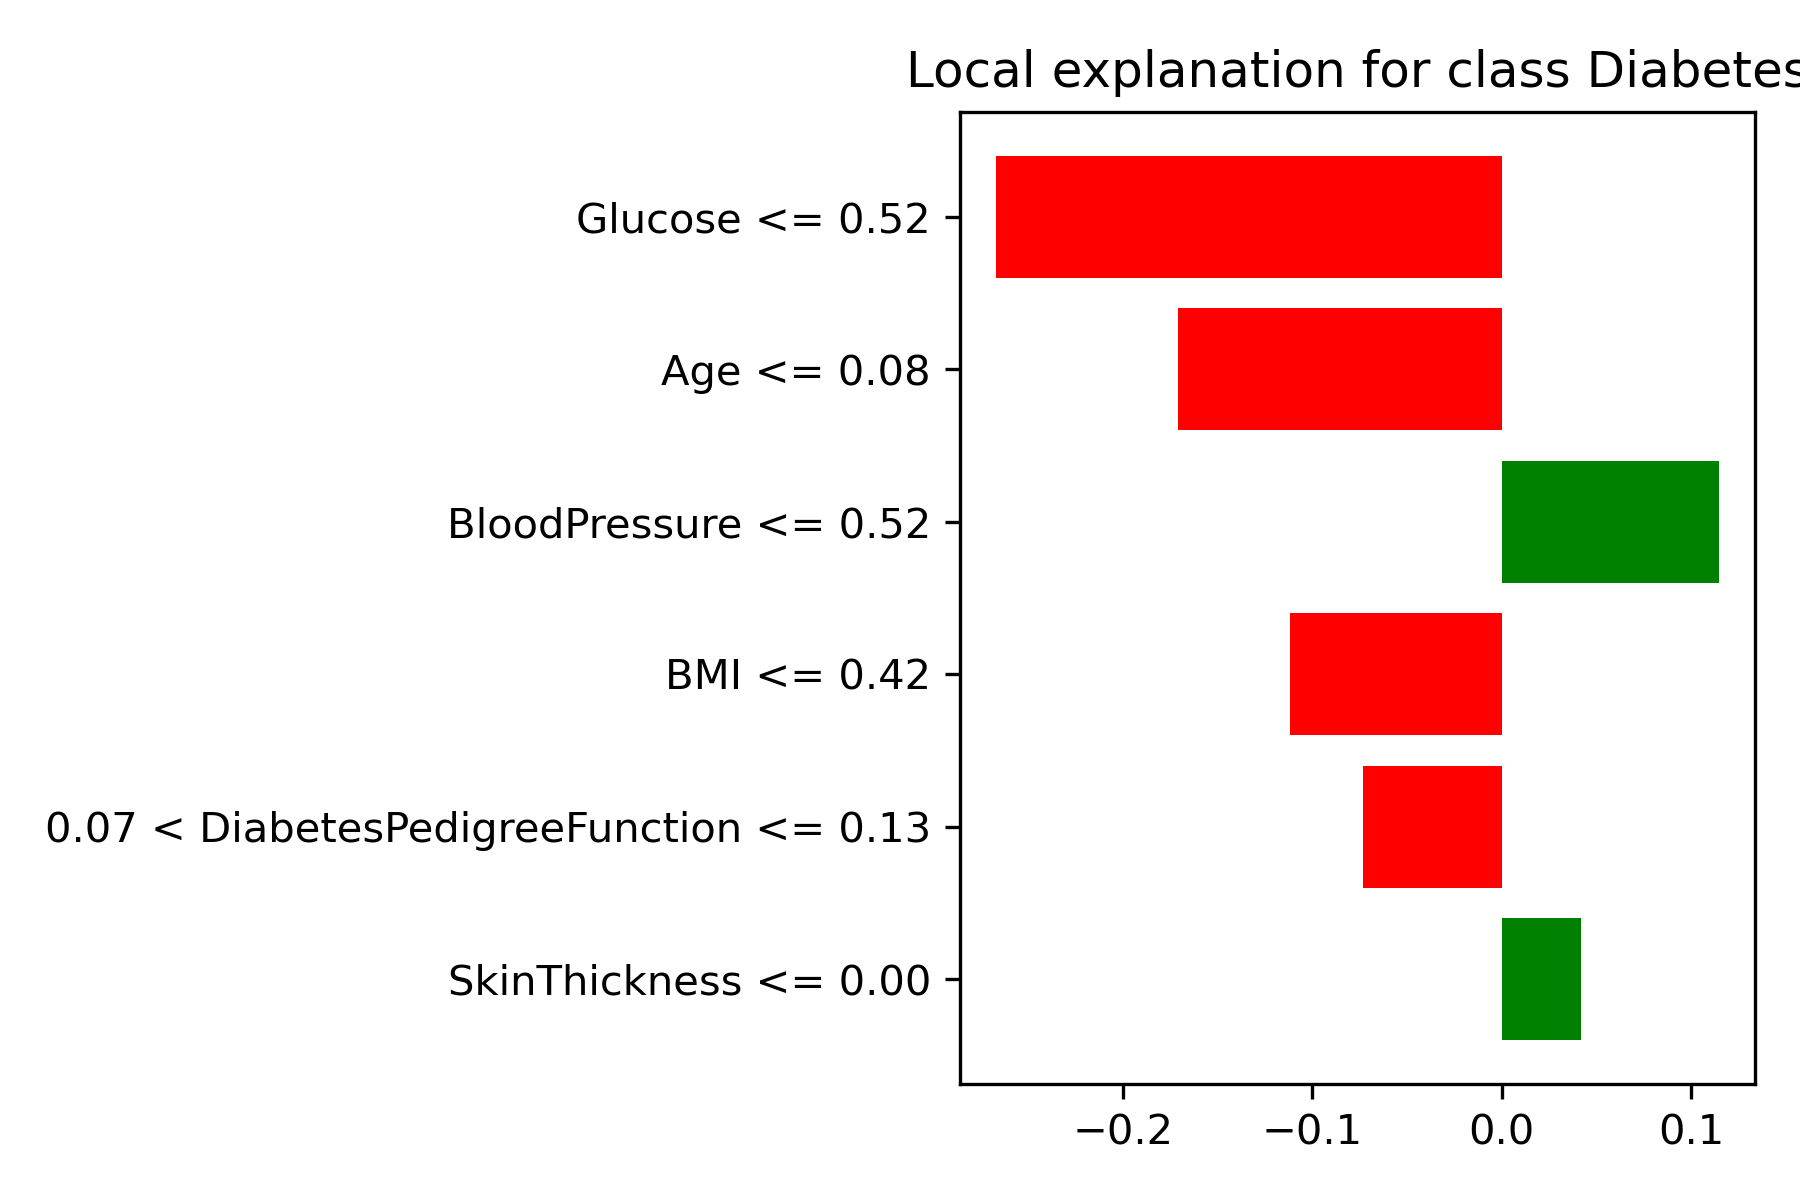 Local explanation for class Diabetes
Glucose <= 0.52
Age <= 0.08
BloodPressure <= 0.52
BMI <= 0.42
0.07 < DiabetesPedigreeFunction <= 0.13
SkinThickness <= 0.00
−0.2 −0.1 0.0 0.1